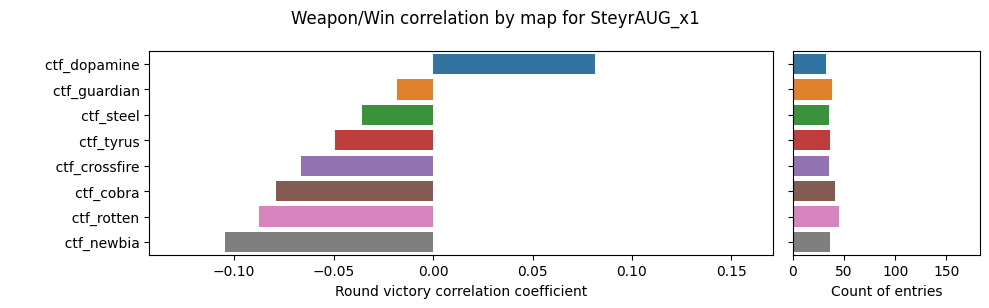 Weapon/Win correlation by map for SteyrAUG_x1
ctf_dopamine
ctf_guardian
ctf_steel
ctf_tyrus
ctf_crossfire
ctf_cobra
ctf_rotten
ctf_newbia
−0.10 −0.05 0.00 0.05 0.10 0.15
Round victory correlation coefficient
0 50 100 150
Count of entries